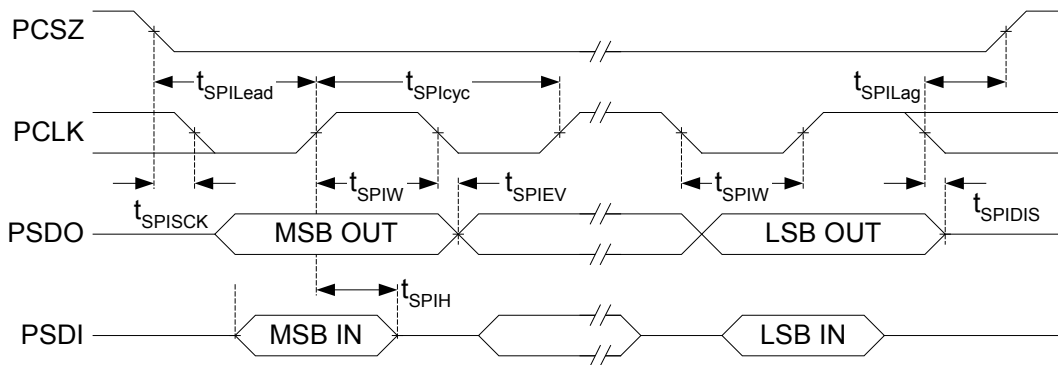 PCSZ
tSPILead
tSPIcyc
tSPILag
PCLK
tSPIW
tSPIEV
tSPIW
tSPISCK
tSPIDIS
PSDO
MSB OUT
LSB OUT
tSPIH
PSDI
MSB IN
LSB IN